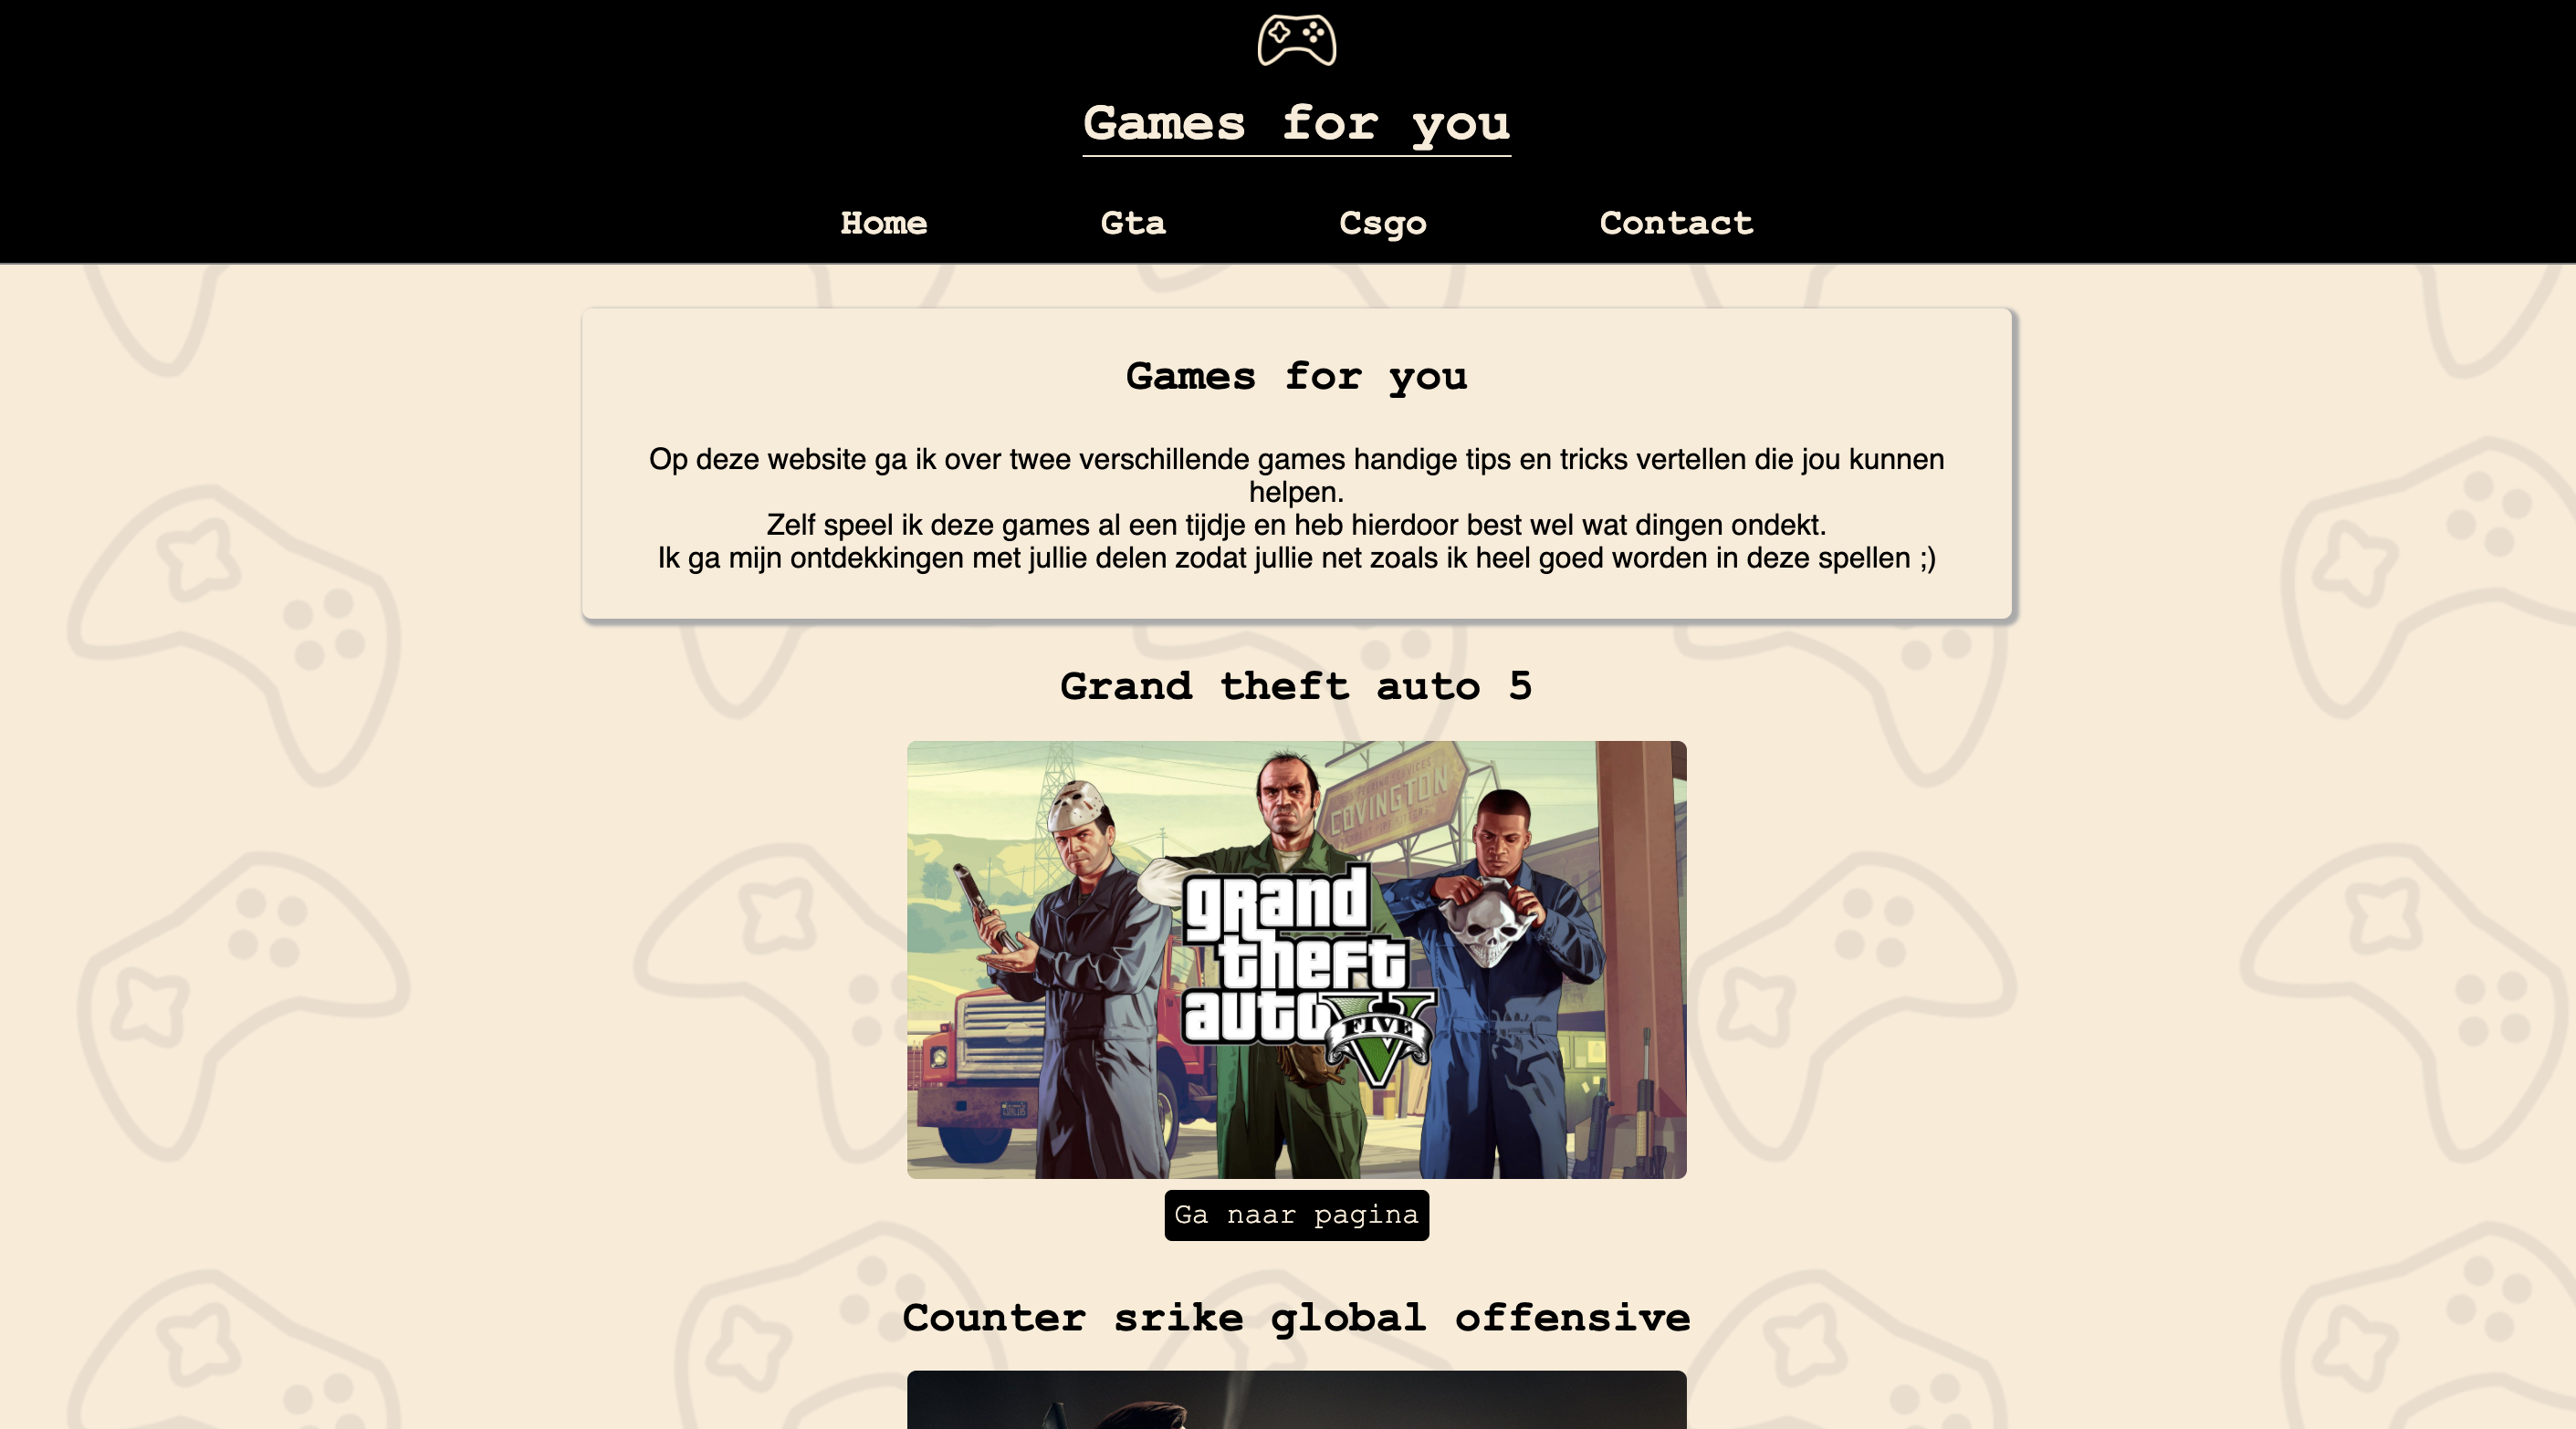 Games for you
Home Gta Csgo Contact
Games for you
Op deze website ga ik over twee verschillende games handige tips en tricks vertellen die jou kunnen
helpen.
Zelf speel ik deze games al een tijdje en heb hierdoor best wel wat dingen ondekt.
Ik ga mijn ontdekkingen met jullie delen zodat jullie net zoals ik heel goed worden in deze spellen ;)
Grand theft auto 5
COVINGTON
grand
theft
auto V
FIVE
Ga naar pagina
Counter srike global offensive